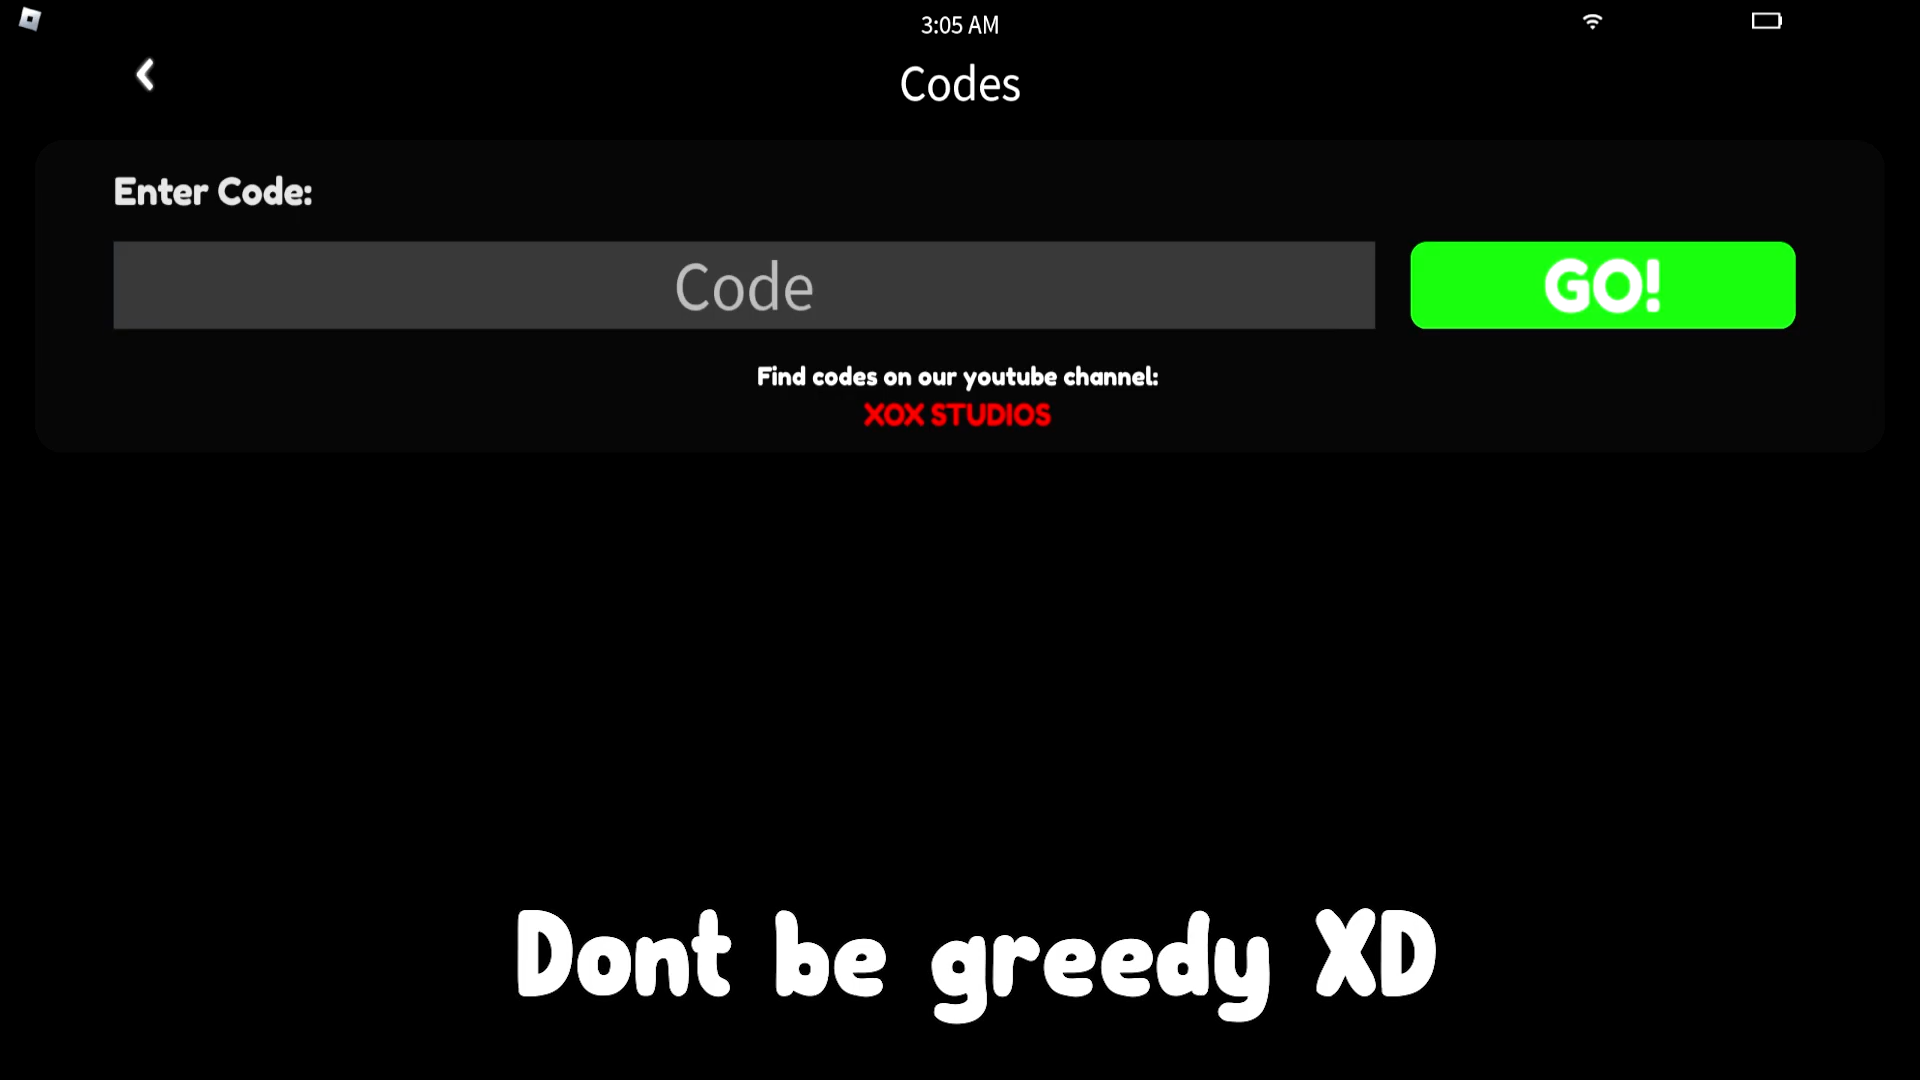 3:05 AM
Codes
Enter Code:
Code
GO!
Find codes on our youtube channel:
XOX STUDIOS
Dont be greedy XD